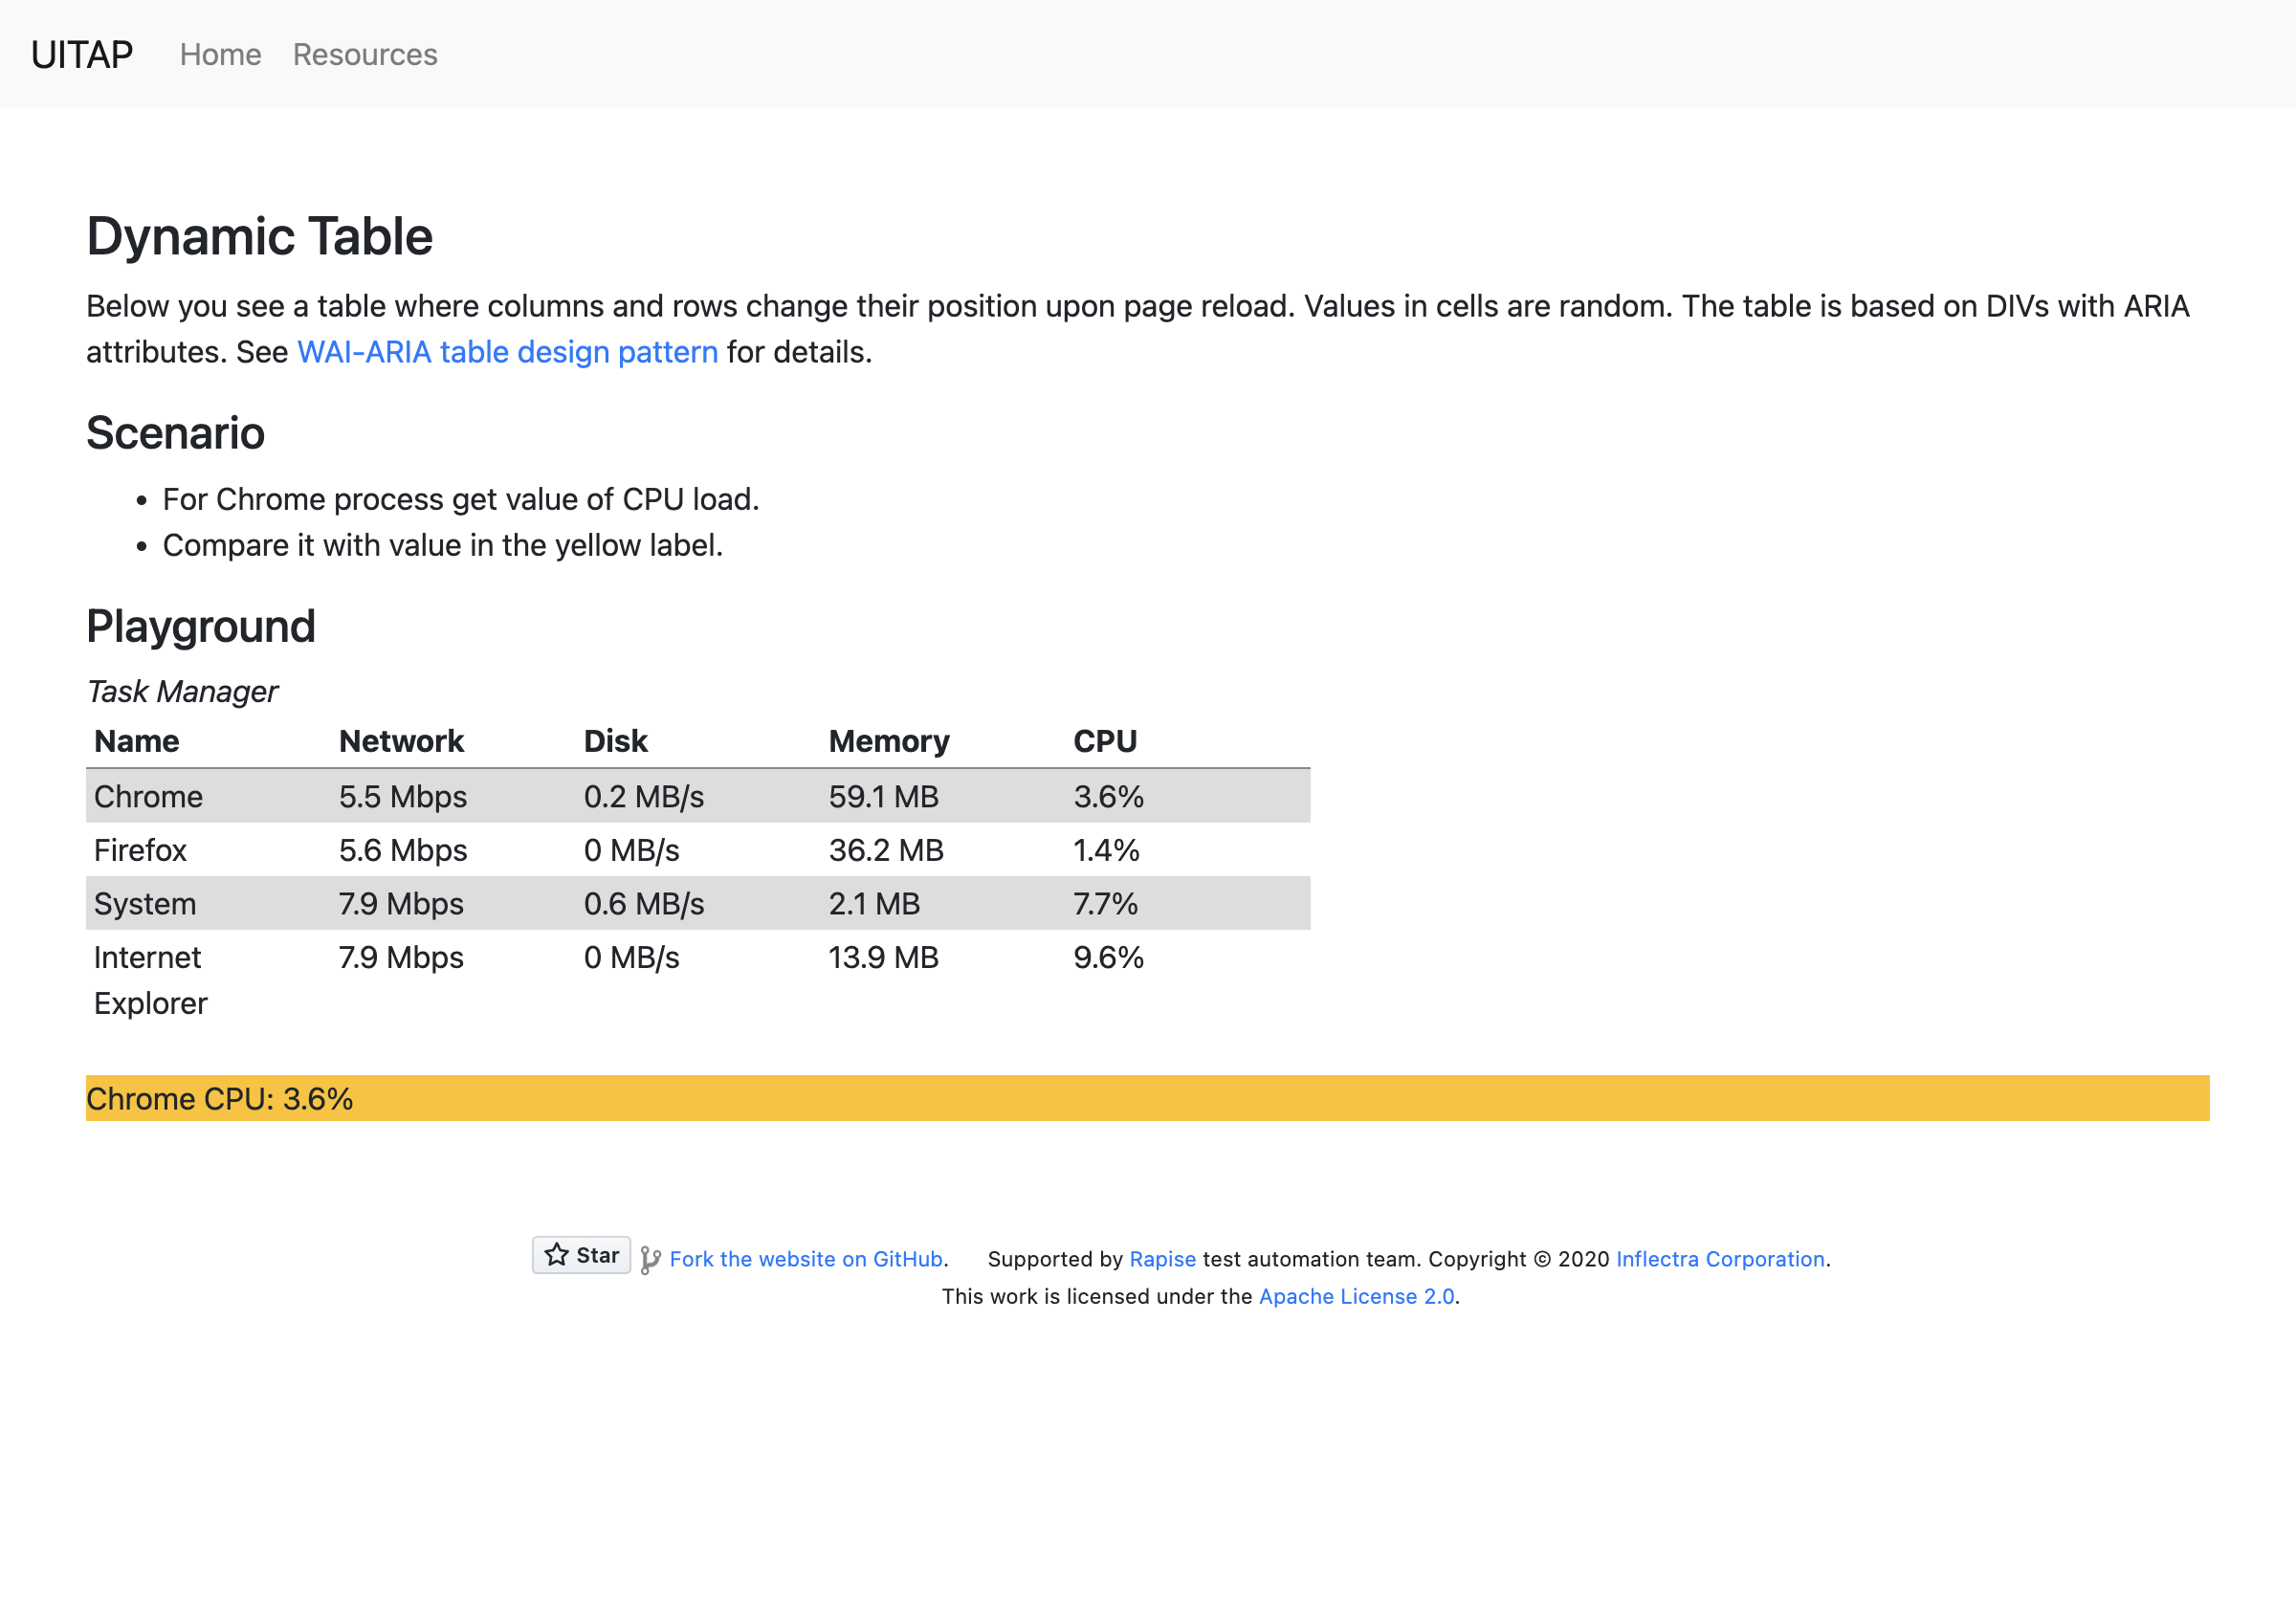 UITAP Home Resources
Dynamic Table
Below you see a table where columns and rows change their position upon page reload. Values in cells are random. The table is based on DIVs with ARIA
attributes. See WAI-ARIA table design pattern for details.
Scenario
• For Chrome process get value of CPU load.
• Compare it with value in the yellow label.
Playground
Task Manager
Name Network Disk Memory CPU
Chrome 5.5 Mbps 0.2 MB/s 59.1 MB 3.6%
Firefox 5.6 Mbps 0 MB/s 36.2 MB 1.4%
System 7.9 Mbps 0.6 MB/s 2.1 MB 7.7%
Internet 7.9 Mbps 0 MB/s 13.9 MB 9.6%
Explorer
Chrome CPU: 3.6%
Star Fork the website on GitHub. Supported by Rapise test automation team. Copyright © 2020 Inflectra Corporation.
This work is licensed under the Apache License 2.0.